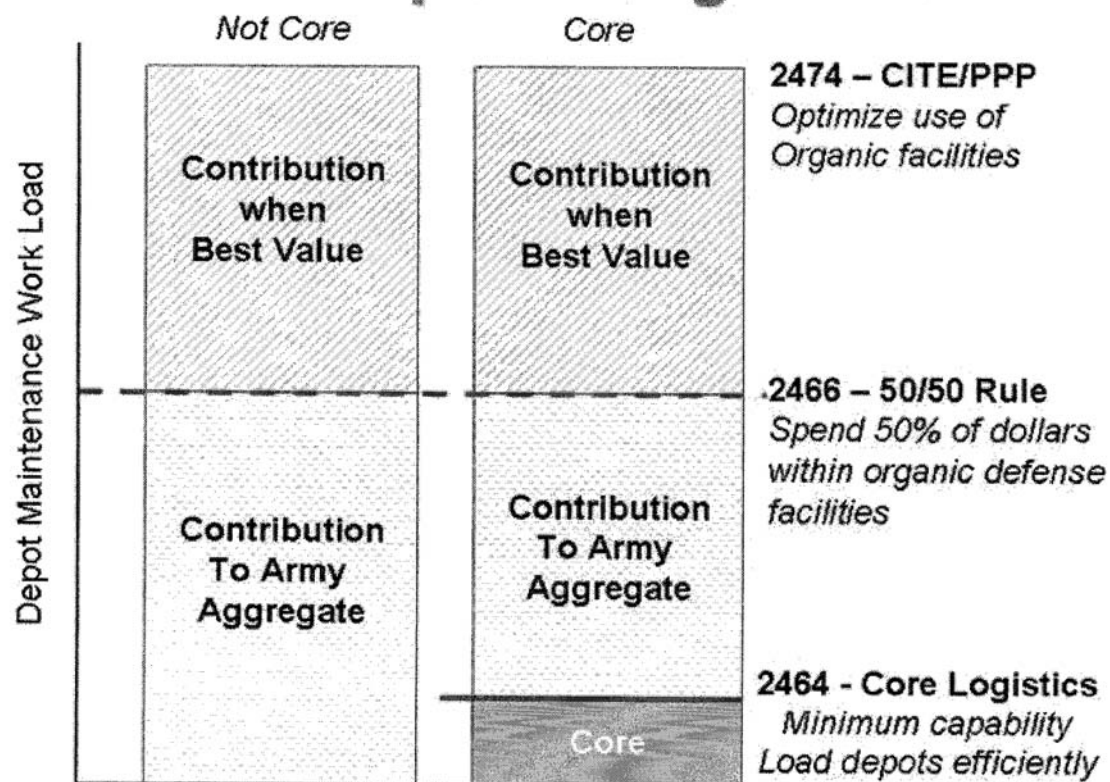 Not Core
Core
Depot Maintenance Work Load
Contribution
when
Best Value
Contribution
when
Best Value
2474 – CITE/PPP
Optimize use of
Organic facilities
2466 – 50/50 Rule
Spend 50% of dollars
within organic defense
facilities
Contribution
To Army
Aggregate
Contribution
To Army
Aggregate
2464 - Core Logistics
Minimum capability
Load depots efficiently
Core